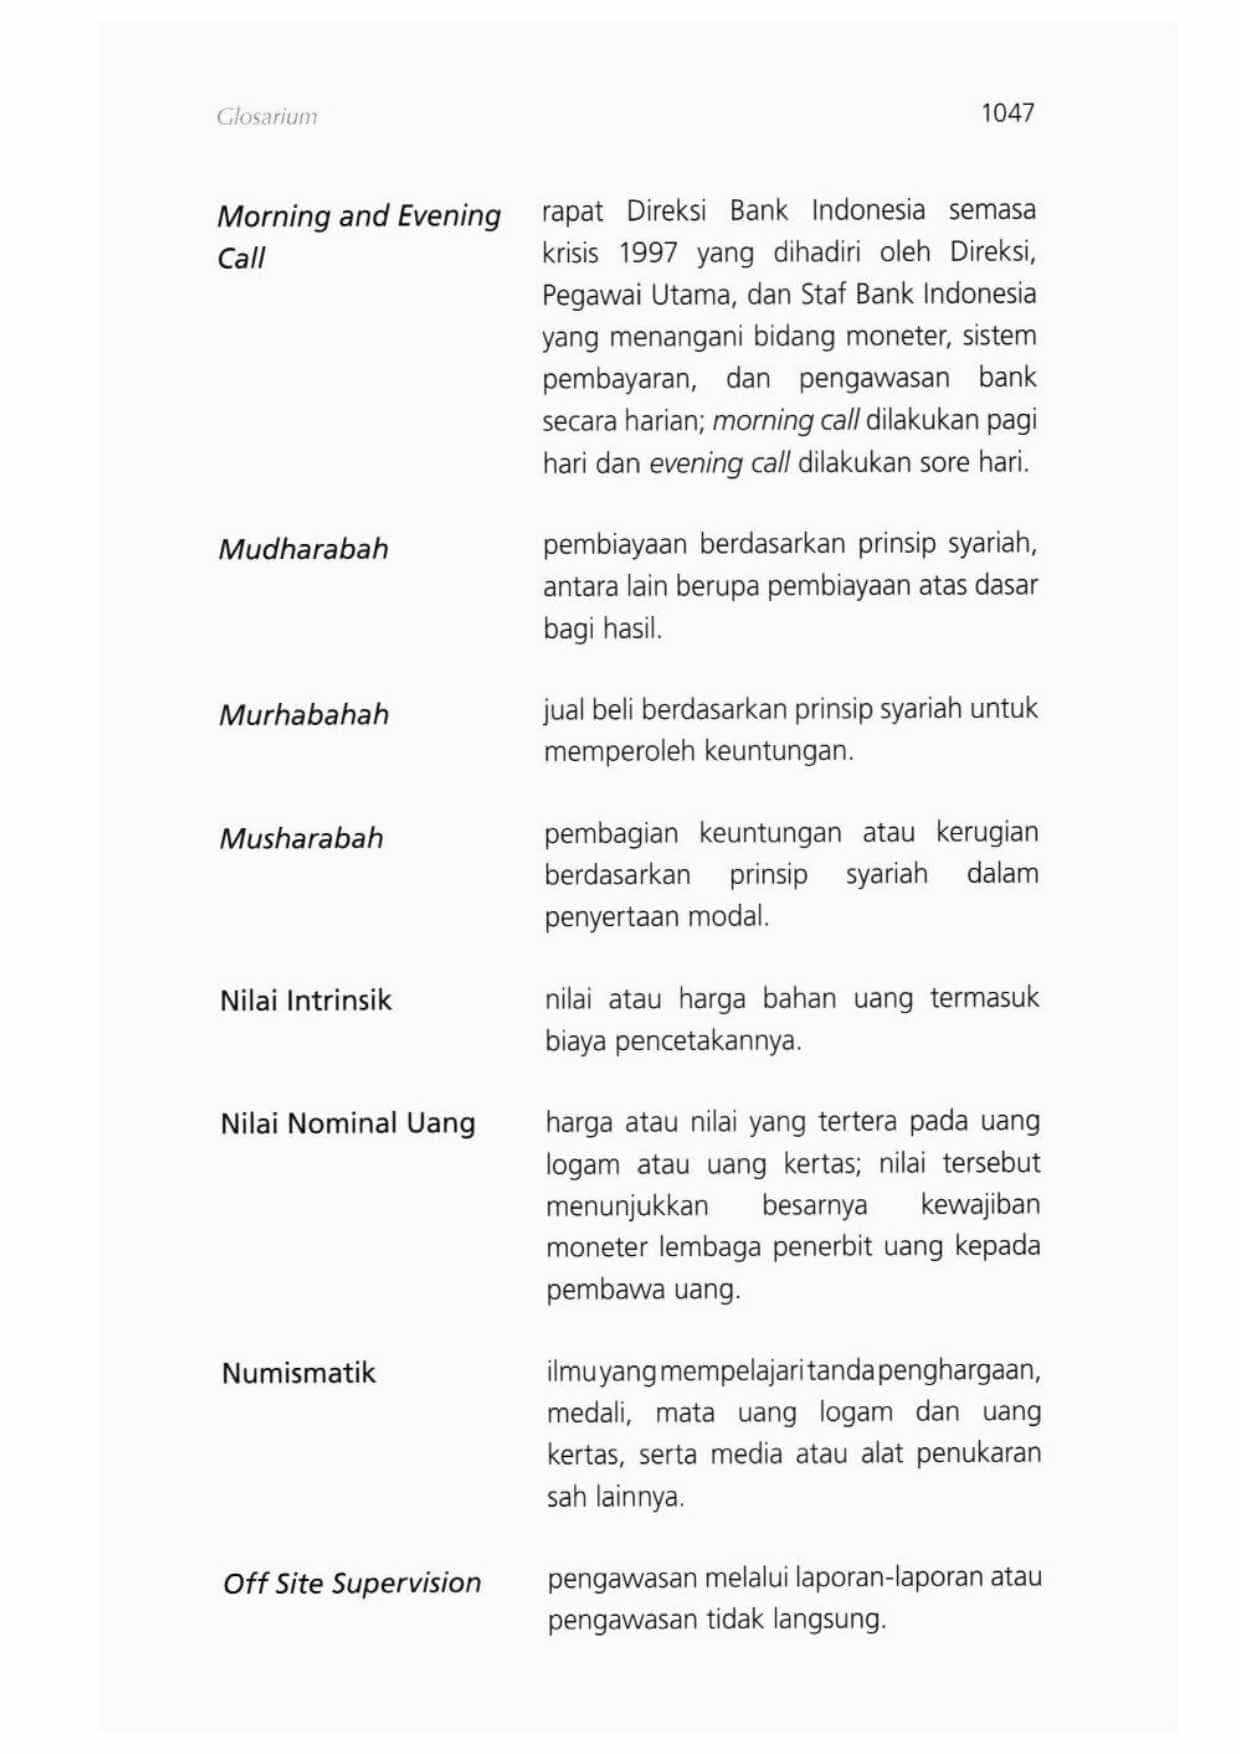 Glosarium 1047
Morning and Evening Call
rapat Direksi Bank Indonesia semasa
krisis 1997 yang dihadiri oleh Direksi,
Pegawai Utama, dan Staf Bank Indonesia
yang menangani bidang moneter, sistem
pembayaran, dan pengawasan bank
secara harian; morning call dilakukan pagi
hari dan evening call dilakukan sore hari.
Mudharabah
pembiayaan berdasarkan prinsip syariah,
antara lain berupa pembiayaan atas dasar
bagi hasil.
Murhabahah
jual beli berdasarkan prinsip syariah untuk
memperoleh keuntungan.
Musharabah
pembagian keuntungan atau kerugian
berdasarkan prinsip syariah dalam
penyertaan modal.
Nilai Intrinsik
nilai atau harga bahan uang termasuk
biaya pencetakannya.
Nilai Nominal Uang
harga atau nilai yang tertera pada uang
logam atau uang kertas; nilai tersebut
menunjukkan besarnya kewajiban
moneter lembaga penerbit uang kepada
pembawa uang.
Numismatik
ilmu yang mempelajari tanda penghargaan,
medali, mata uang logam dan uang
kertas, serta media atau alat penukaran
sah lainnya.
Off Site Supervision
pengawasan melalui laporan-laporan atau
pengawasan tidak langsung.